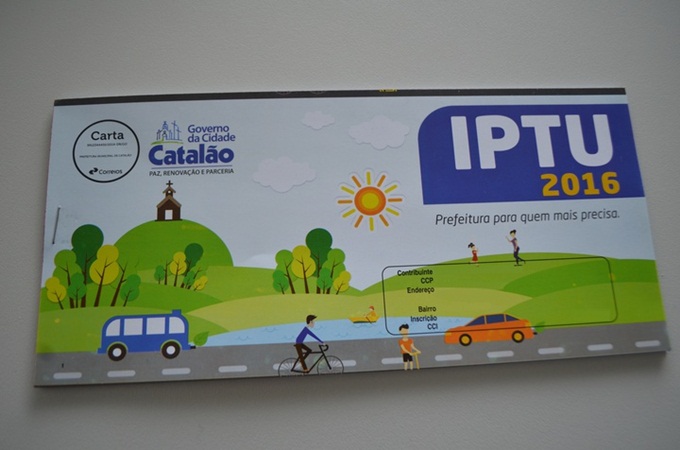 Carta
Correios
Governo
da Cidade
Catalão
PAZ, RENOVAÇÃO E PARCERIA
IPTU
2016
Prefeitura para quem mais precisa.
Contribuinte
CCP
Endereço
Bairro
Inscrição
CCI